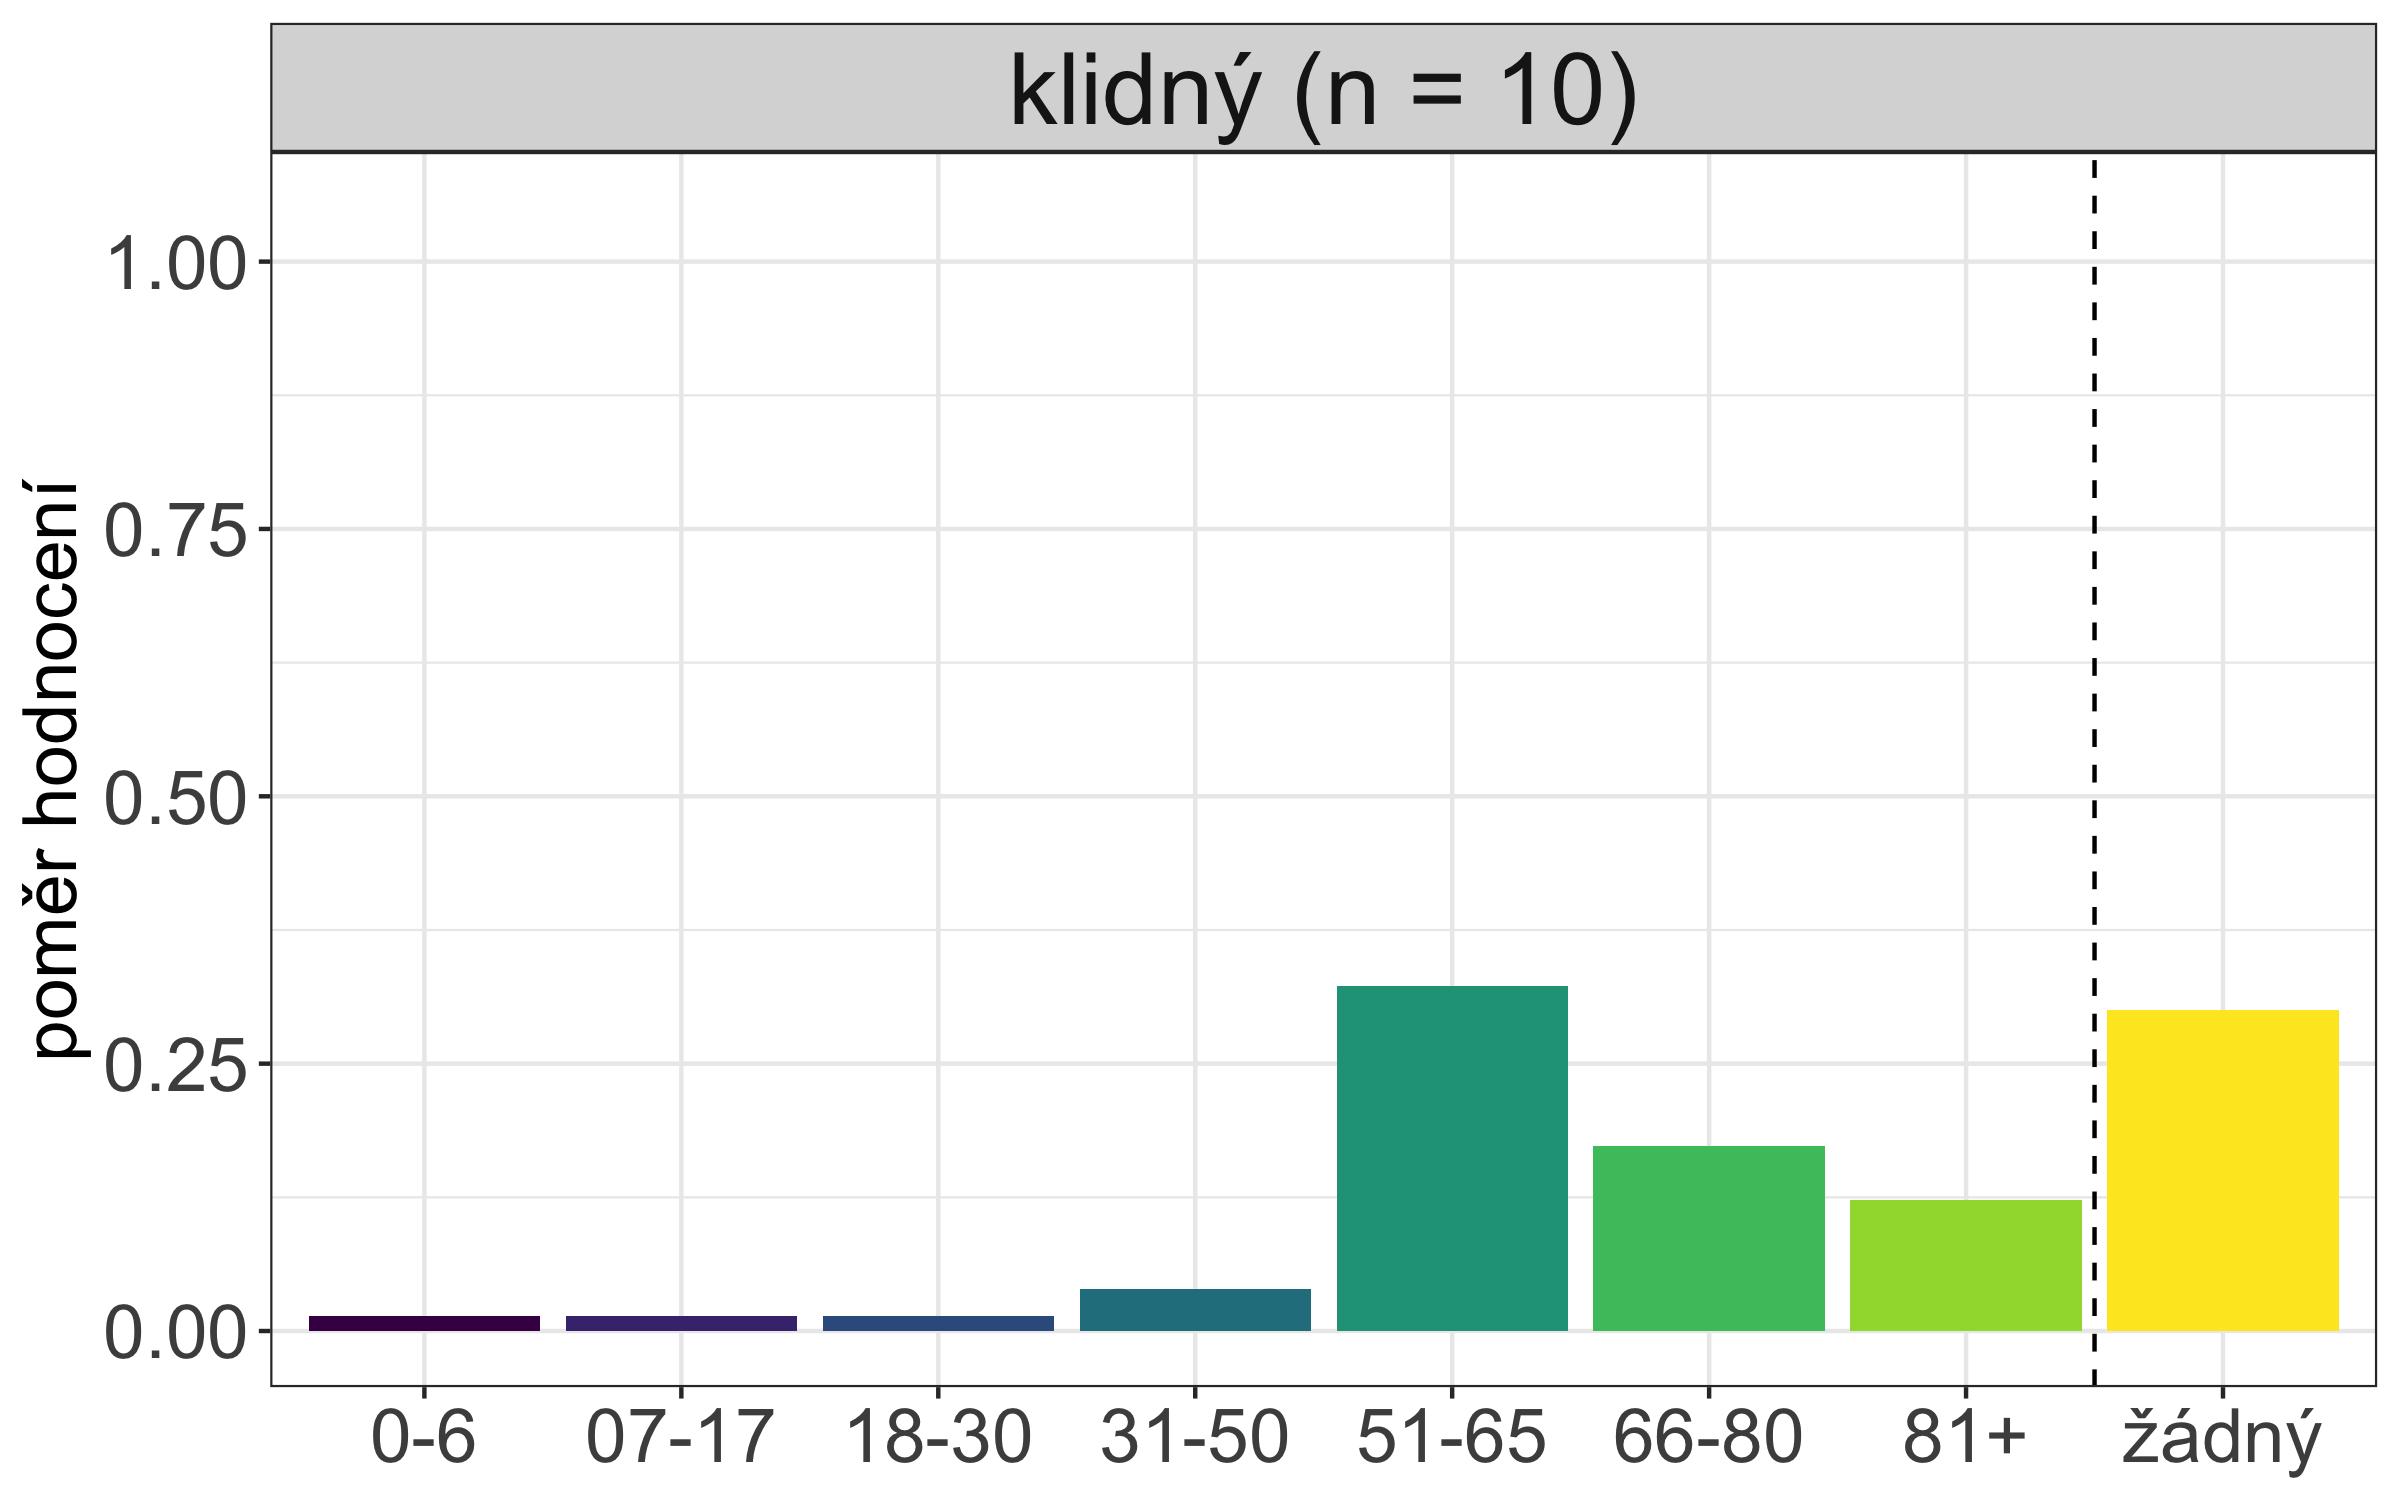 klidný (n = 10)
poměr hodnocení
1.00
0.75
0.50
0.25
0.00
0-6 07-17 18-30 31-50 51-65 66-80 81+ žádný